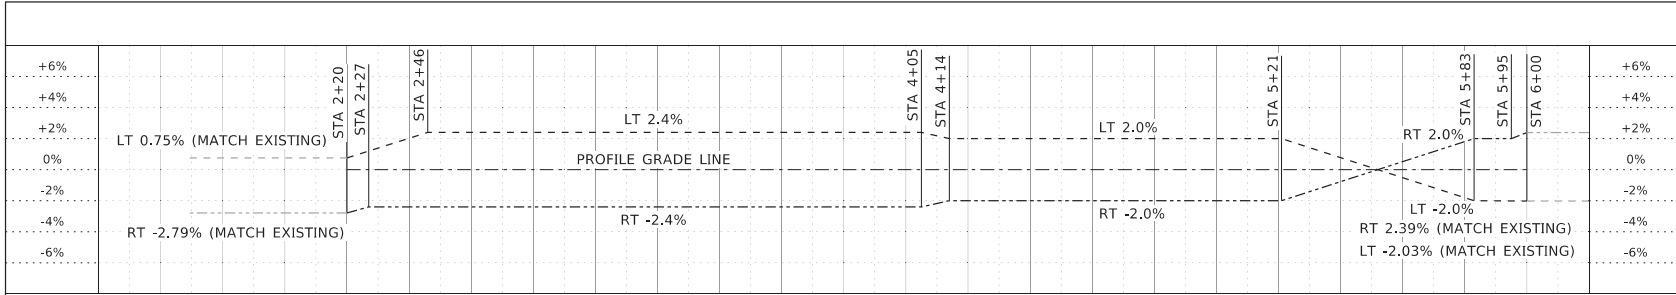 +6%
+4%
+2%
0%
-2%
-4%
-6%
LT 0.75% (MATCH EXISTING)
RT -2.79% (MATCH EXISTING)
STA 2+20
STA 2+27
STA 2+46
LT 2.4%
PROFILE GRADE LINE
RT -2.4%
STA 4+05
STA 4+14
LT 2.0%
RT -2.0%
STA 5+21
STA 5+83
STA 5+95
STA 6+00
RT 2.0%
LT -2.0%
RT 2.39% (MATCH EXISTING)
LT -2.03% (MATCH EXISTING)
+6%
+4%
+2%
0%
-2%
-4%
-6%